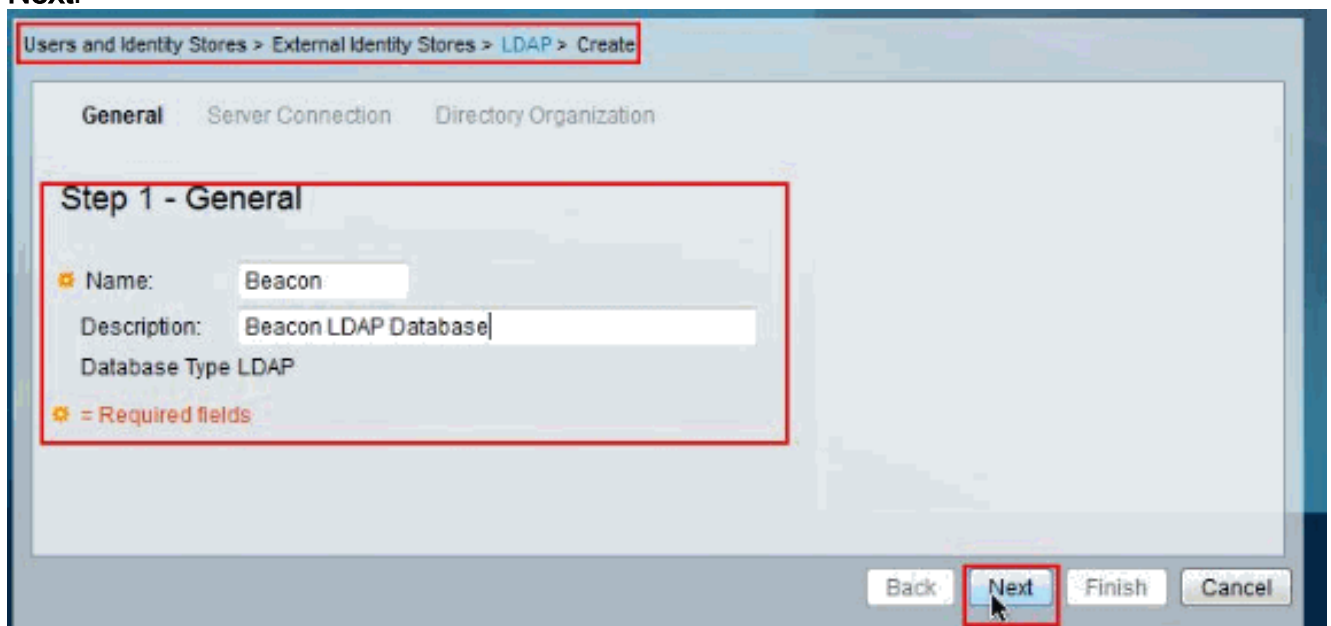 Next.
Users and Identity Stores > External Identity Stores > LDAP > Create
General Server Connection Directory Organization
Step 1 - General
Name: Beacon
Description: Beacon LDAP Database
Database Type LDAP
= Required fields
Back Next Finish Cancel